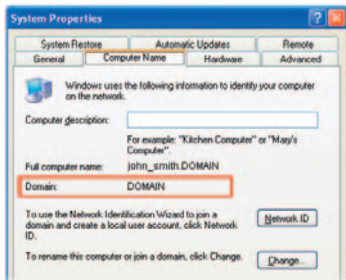 System Properties
System Restore Automatic Updates Remote
General Computer Name Hardware Advanced
Windows uses the following information to identify your computer
on the network.
Computer description:
For example: "Kitchen Computer" or "Mary's
Computer".
Full computer name: john_smith.DOMAIN
Domain: DOMAIN
To use the Network Identification Wizard to join a
domain and create a local user account, click Network
ID.
Network ID
To rename this computer or join a domain, click Change.
Change...